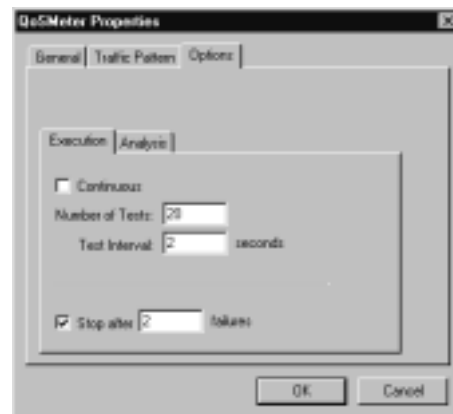 QoSMeter Properties
General Traffic Pattern Options
Execution Analysis
Continuous
Number of Tests: 20
Test Interval: 2 seconds
Stop after 2 failures
OK Cancel